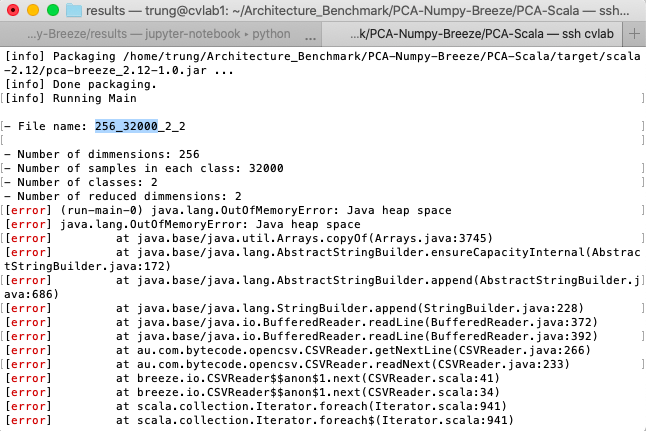 results — trung@cvlab1: ~/Architecture_Benchmark/PCA-Numpy-Breeze/PCA-Scala — ssh...
...y-Breeze/results — jupyter-notebook ▸ python ...
...k/PCA-Numpy-Breeze/PCA-Scala — ssh cvlab +
[info] Packaging /home/trung/Architecture_Benchmark/PCA-Numpy-Breeze/PCA-Scala/target/scala
-2.12/pca-breeze_2.12-1.0.jar ...
[info] Done packaging.
[[info] Running Main ]
[- File name: 256_32000_2_2 ]
[ ]
- Number of dimmensions: 256
- Number of samples in each class: 32000
- Number of classes: 2
- Number of reduced dimmensions: 2
[[error] (run-main-0) java.lang.OutOfMemoryError: Java heap space ]
[[error] java.lang.OutOfMemoryError: Java heap space ]
[[error] at java.base/java.util.Arrays.copyOf(Arrays.java:3745) ]
[[error] at java.base/java.lang.AbstractStringBuilder.ensureCapacityInternal(Abstrac]
tStringBuilder.java:172)
[[error] at java.base/java.lang.AbstractStringBuilder.append(AbstractStringBuilder.j]
ava:686)
[[error] at java.base/java.lang.StringBuilder.append(StringBuilder.java:228) ]
[[error] at java.base/java.io.BufferedReader.readLine(BufferedReader.java:372) ]
[[error] at java.base/java.io.BufferedReader.readLine(BufferedReader.java:392) ]
[[error] at au.com.bytecode.opencsv.CSVReader.getNextLine(CSVReader.java:266) ]
[[error] at au.com.bytecode.opencsv.CSVReader.readNext(CSVReader.java:233) ]
[[error] at breeze.io.CSVReader$$anon$1.next(CSVReader.scala:41) ]
[[error] at breeze.io.CSVReader$$anon$1.next(CSVReader.scala:34) ]
[[error] at scala.collection.Iterator.foreach(Iterator.scala:941) ]
[[error] at scala.collection.Iterator.foreach$(Iterator.scala:941) ]